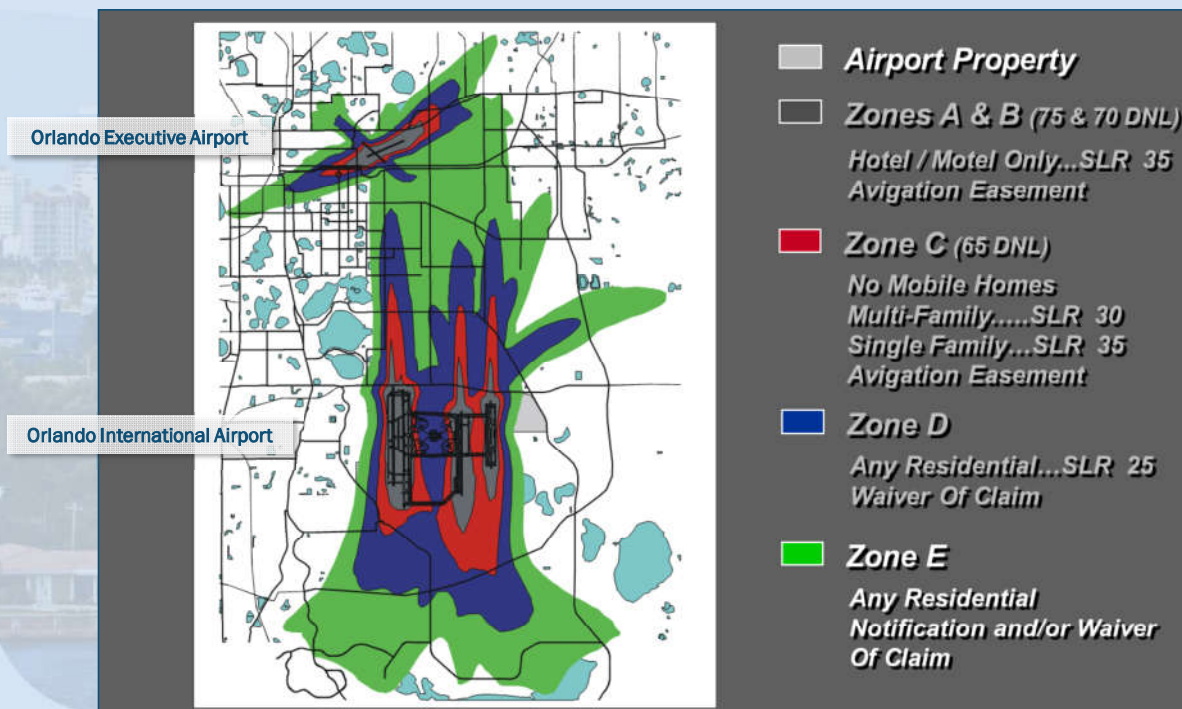 Orlando Executive Airport
Orlando International Airport
Airport Property
Zones A & B (75 & 70 DNL)
Hotel / Motel Only...SLR 35
Avigation Easement
Zone C (65 DNL)
No Mobile Homes
Multi-Family.....SLR 30
Single Family...SLR 35
Avigation Easement
Zone D
Any Residential...SLR 25
Waiver Of Claim
Zone E
Any Residential
Notification and/or Waiver
Of Claim